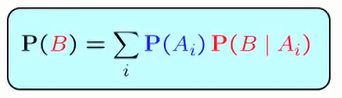 P(B) = ∑_i P(A_i) P(B | A_i)